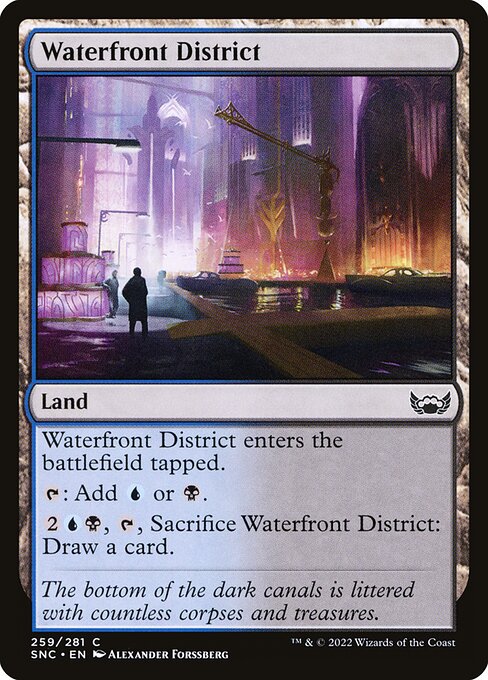 Waterfront District
Land
Waterfront District enters the
battlefield tapped.
: Add or .
2 , , Sacrifice Waterfront District:
Draw a card.
The bottom of the dark canals is littered
with countless corpses and treasures.
259/281 C
SNC • EN Alexander Forssberg
™ & © 2022 Wizards of the Coast